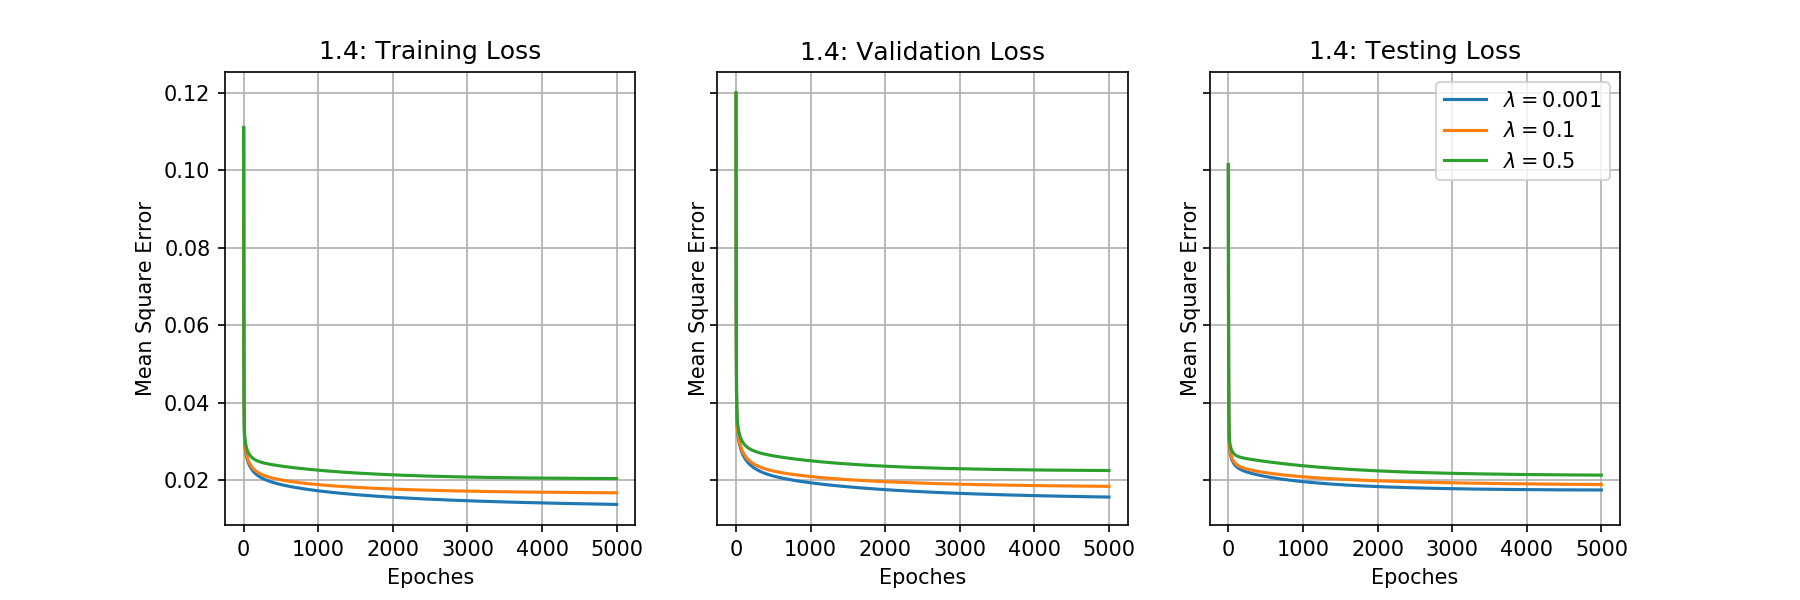 1.4: Training Loss
Mean Square Error
0.12
0.10
0.08
0.06
0.04
0.02
0 1000 2000 3000 4000 5000
Epoches
1.4: Validation Loss
Mean Square Error
0 1000 2000 3000 4000 5000
Epoches
1.4: Testing Loss
Mean Square Error
λ = 0.001
λ = 0.1
λ = 0.5
0 1000 2000 3000 4000 5000
Epoches